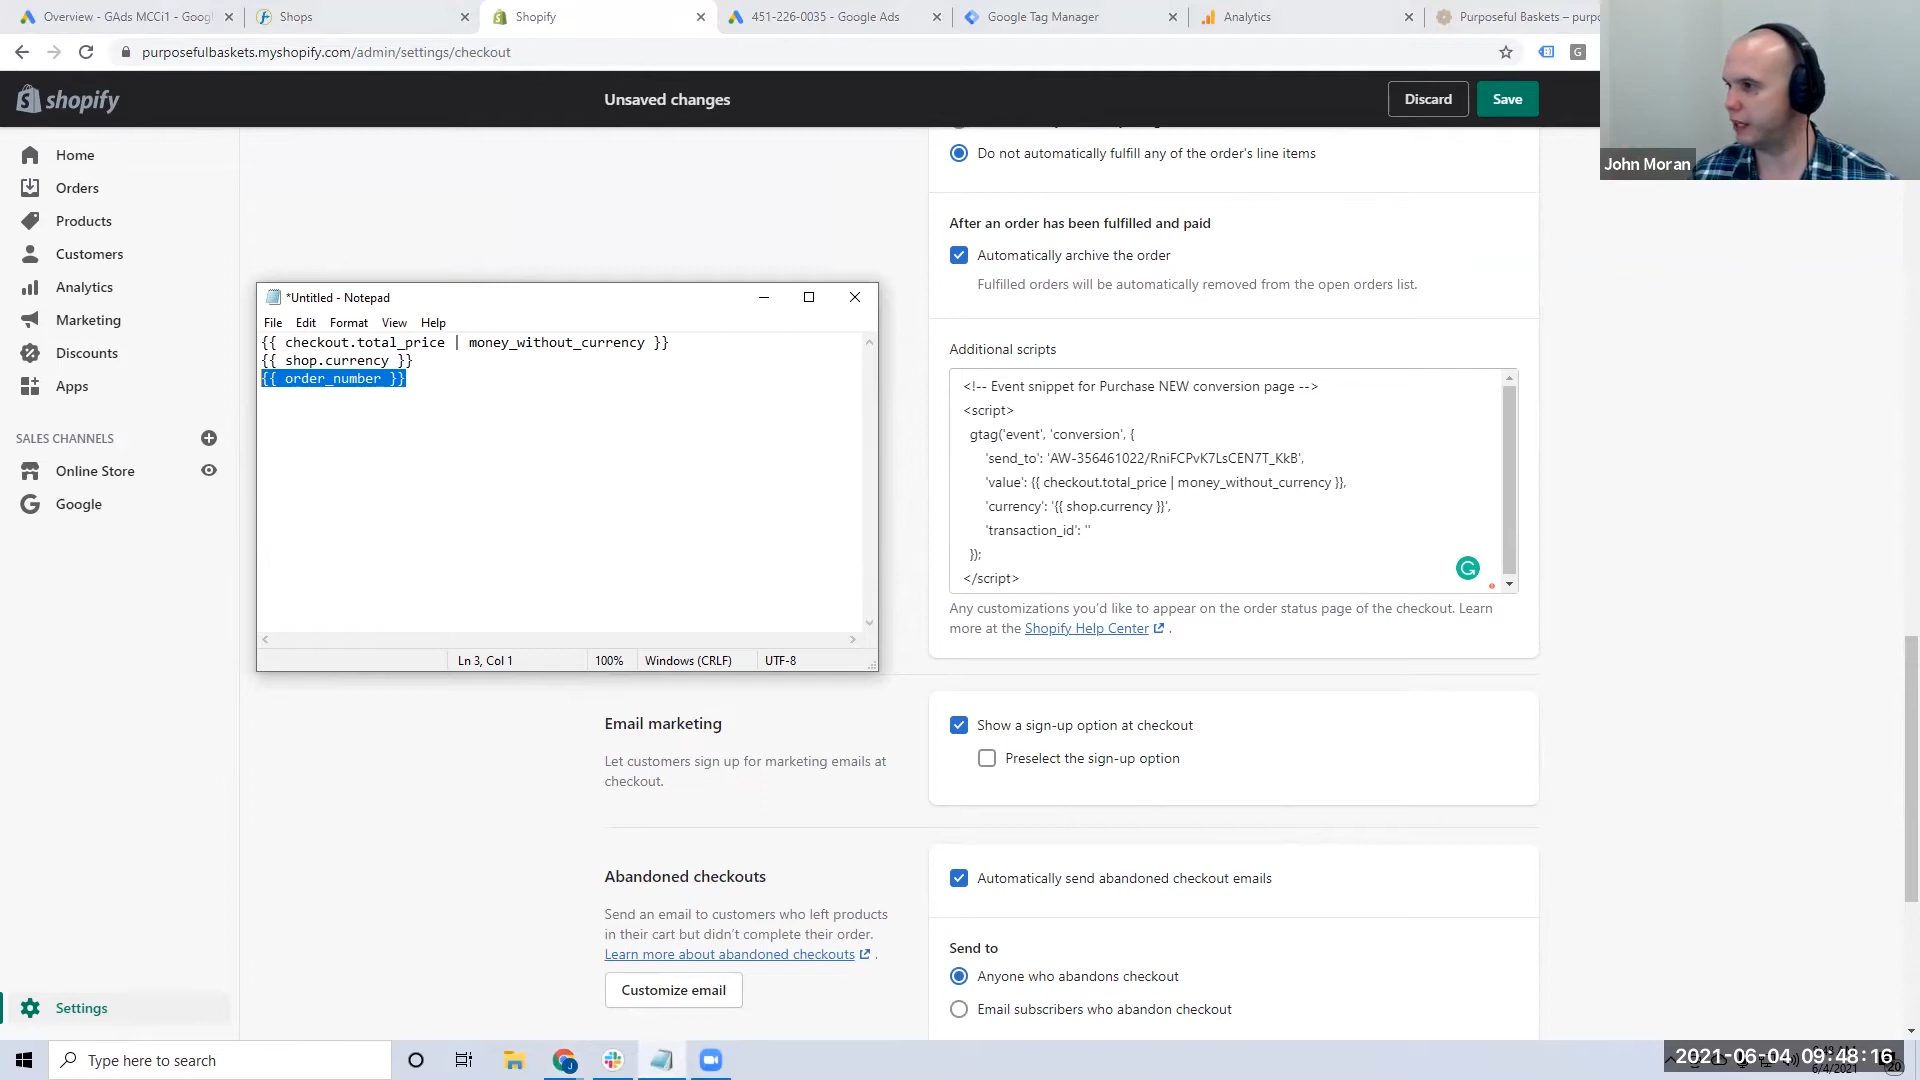 Overview - GAds MCCi1 - Goog
Shops
Shopify
451-226-0035 - Google Ads
Google Tag Manager
Analytics
Purposeful Baskets – purpo
purposefulbaskets.myshopify.com/admin/settings/checkout
G
shopify
Unsaved changes
Discard
Save
John Moran
Home
Orders
Products
Customers
Analytics
Marketing
Discounts
Apps
SALES CHANNELS
Online Store
Google
Settings
*Untitled - Notepad
File Edit Format View Help
{{ checkout.total_price | money_without_currency }}
{{ shop.currency }}
{{ order_number }}
Ln 3, Col 1
100%
Windows (CRLF)
UTF-8
Do not automatically fulfill any of the order's line items
After an order has been fulfilled and paid
Automatically archive the order
Fulfilled orders will be automatically removed from the open orders list.
Additional scripts
<!-- Event snippet for Purchase NEW conversion page -->
<script>
gtag('event', 'conversion', {
'send_to': 'AW-356461022/RniFCPvK7LsCEN7T_KkB',
'value': {{ checkout.total_price | money_without_currency }},
'currency': '{{ shop.currency }}',
'transaction_id': ''
});
</script>
Any customizations you'd like to appear on the order status page of the checkout. Learn
more at the Shopify Help Center .
Email marketing
Let customers sign up for marketing emails at
checkout.
Show a sign-up option at checkout
Preselect the sign-up option
Abandoned checkouts
Send an email to customers who left products
in their cart but didn't complete their order.
Learn more about abandoned checkouts .
Customize email
Automatically send abandoned checkout emails
Send to
Anyone who abandons checkout
Email subscribers who abandon checkout
Type here to search
2021-06-04 09:48:16
6/4/2021
20